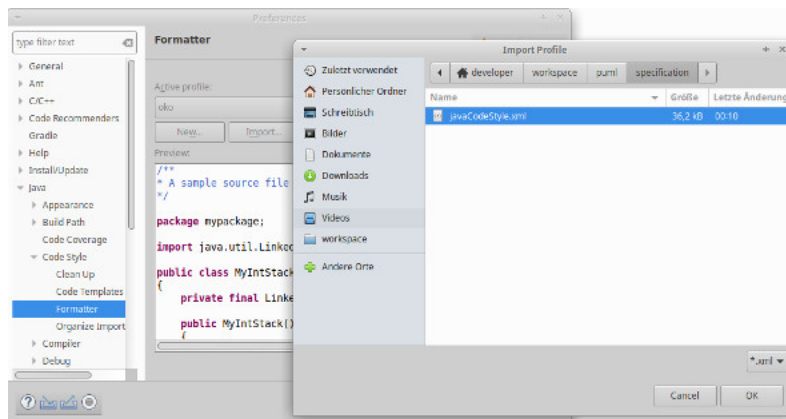 Preferences
type filter text
General
Ant
C/C++
Code Recommenders
Gradle
Help
Install/Update
Java
Appearance
Build Path
Code Coverage
Code Style
Clean Up
Code Templates
Formatter
Organize Import
Compiler
Debug
Formatter
Active profile:
oko
New...
Import...
Preview:
/**
* A sample source file
*/
package mypackage;
import java.util.Linked
public class MyIntStack
{
private final Linke
public MyIntStack()
{
Import Profile
Zuletzt verwendet
Persönlicher Ordner
Schreibtisch
Bilder
Dokumente
Downloads
Musik
Videos
workspace
Andere Orte
developer
workspace
puml
specification
Name
Größe
Letzte Änderung
javaCodeStyle.xml
36,2 kB
00:10
*.xml
Cancel
OK